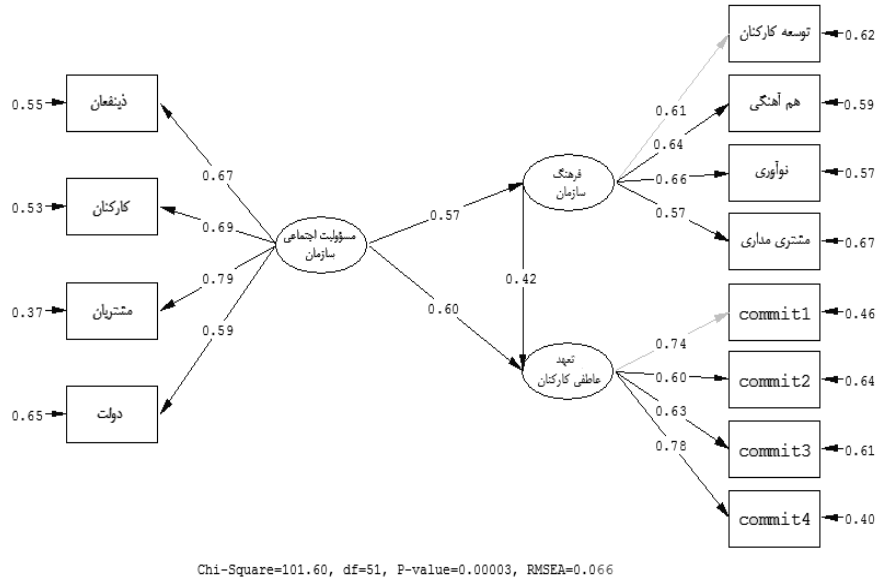 توسعه کارکنان
0.62
ذینفعان
0.55
0.61
هم آهنگی
0.59
0.64
0.67
نوآوری
0.57
0.66
فرهنگ
سازمان
کارکنان
0.53
0.69
0.57
0.57
مشتری مداری
0.67
مسؤولیت اجتماعی
سازمان
0.79
0.42
مشتریان
0.37
0.60
0.59
commit1
0.46
0.74
تعهد
عاطفی کارکنان
0.60
commit2
0.64
دولت
0.65
0.63
commit3
0.61
0.78
commit4
0.40
Chi-Square=101.60, df=51, P-value=0.00003, RMSEA=0.066